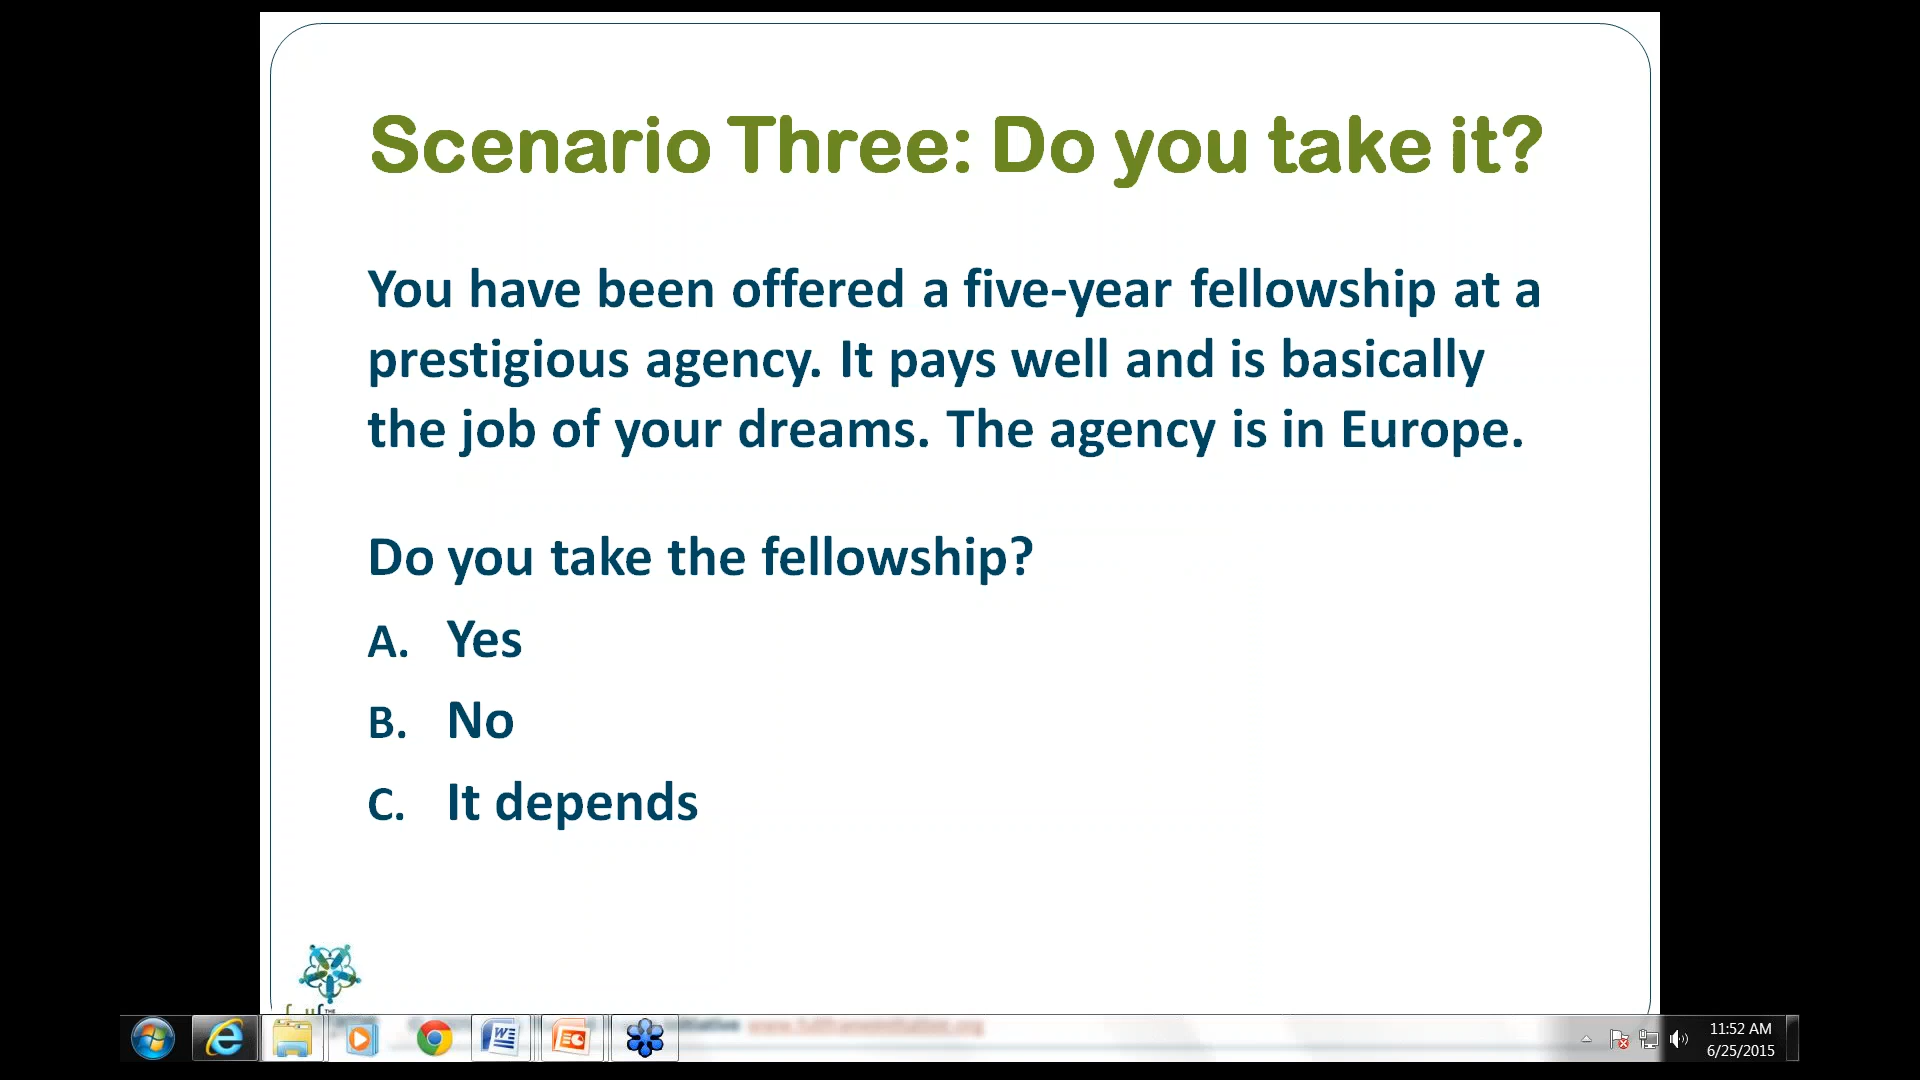 Scenario Three: Do you take it?
You have been offered a five-year fellowship at a
prestigious agency. It pays well and is basically
the job of your dreams. The agency is in Europe.
Do you take the fellowship?
A. Yes
B. No
C. It depends
11:52 AM
6/25/2015